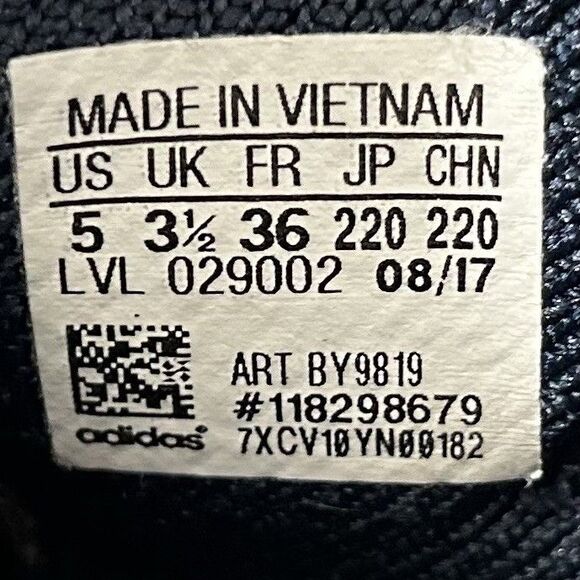 MADE IN VIETNAM
US UK FR JP CHN
5 3½ 36 220 220
LVL 029002 08/17
ART BY9819
#118298679
adidas 7XCV10YN00182